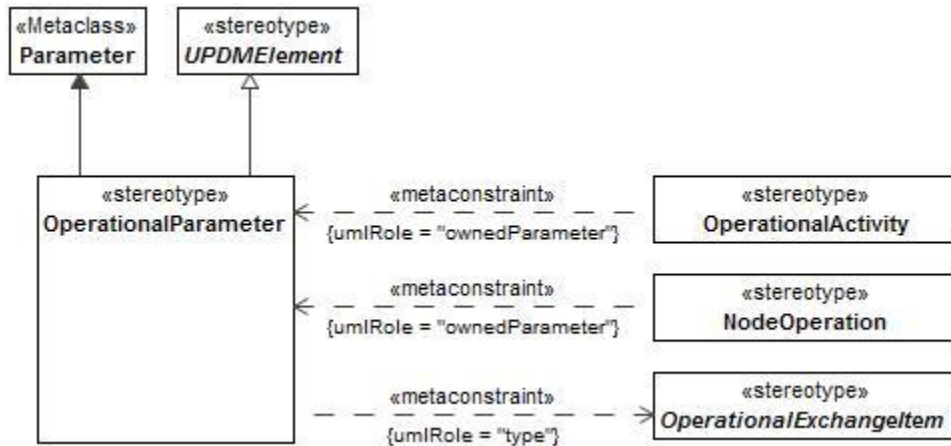 «Metaclass»
Parameter
«stereotype»
UPDMElement
«stereotype»
OperationalParameter
«metaconstraint»
{umlRole = "ownedParameter"}
«stereotype»
OperationalActivity
«metaconstraint»
{umlRole = "ownedParameter"}
«stereotype»
NodeOperation
«metaconstraint»
{umlRole = "type"}
«stereotype»
OperationalExchangeItem